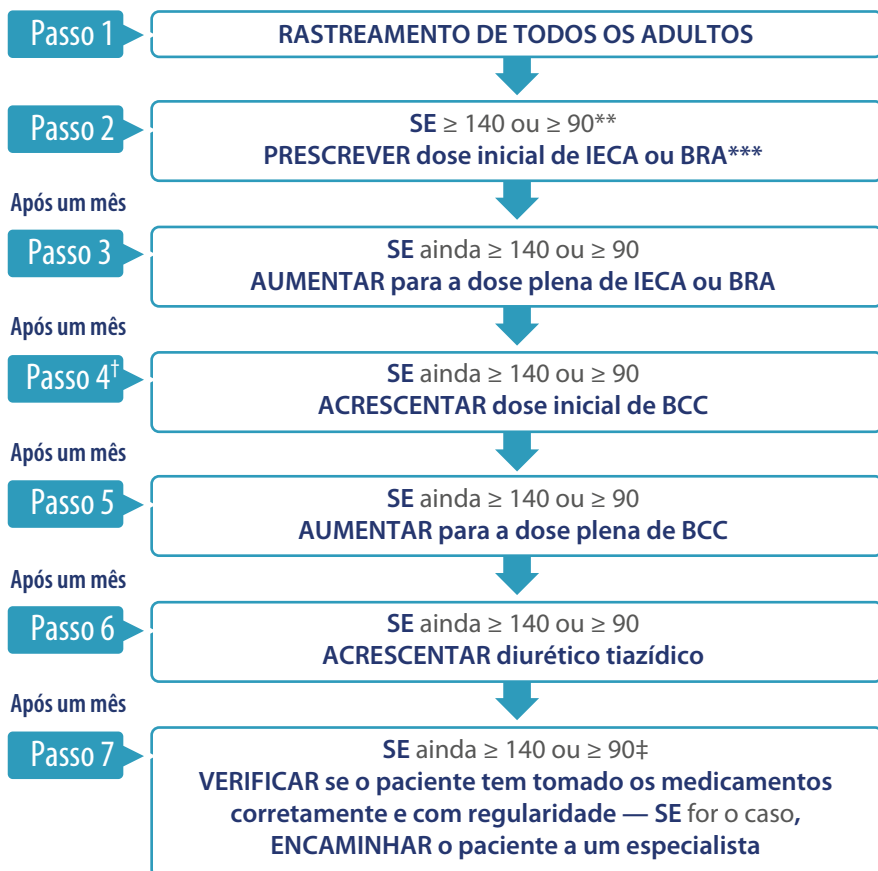 Passo 1
RASTREAMENTO DE TODOS OS ADULTOS
Passo 2
SE ≥ 140 ou ≥ 90**
PRESCREVER dose inicial de IECA ou BRA***
Após um mês
Passo 3
SE ainda ≥ 140 ou ≥ 90
AUMENTAR para a dose plena de IECA ou BRA
Após um mês
Passo 4†
SE ainda ≥ 140 ou ≥ 90
ACRESCENTAR dose inicial de BCC
Após um mês
Passo 5
SE ainda ≥ 140 ou ≥ 90
AUMENTAR para a dose plena de BCC
Após um mês
Passo 6
SE ainda ≥ 140 ou ≥ 90
ACRESCENTAR diurético tiazídico
Após um mês
Passo 7
SE ainda ≥ 140 ou ≥ 90‡
VERIFICAR se o paciente tem tomado os medicamentos
corretamente e com regularidade — SE for o caso,
ENCAMINHAR o paciente a um especialista